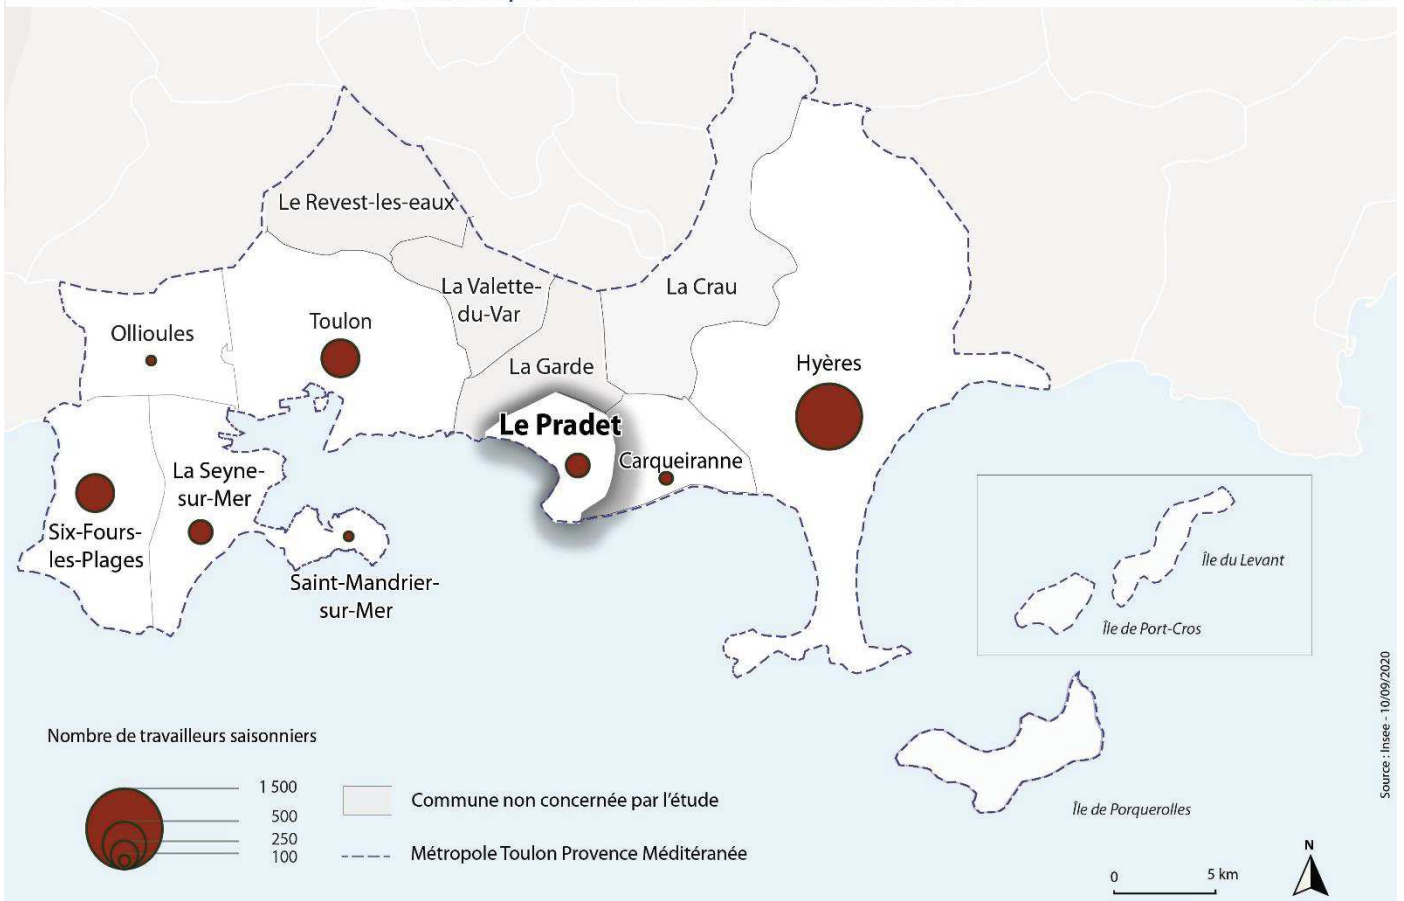 Le Revest-les-eaux
La Valette-
du-Var
La Crau
Ollioules
Toulon
La Garde
Hyères
Le Pradet
Carqueiranne
La Seyne-
sur-Mer
Six-Fours-
les-Plages
Saint-Mandrier-
sur-Mer
Île du Levant
Île de Port-Cros
Île de Porquerolles
Source : Insee - 10/09/2020
Nombre de travailleurs saisonniers
1 500
500
250
100
Commune non concernée par l'étude
Métropole Toulon Provence Méditéranée
0
5 km
N